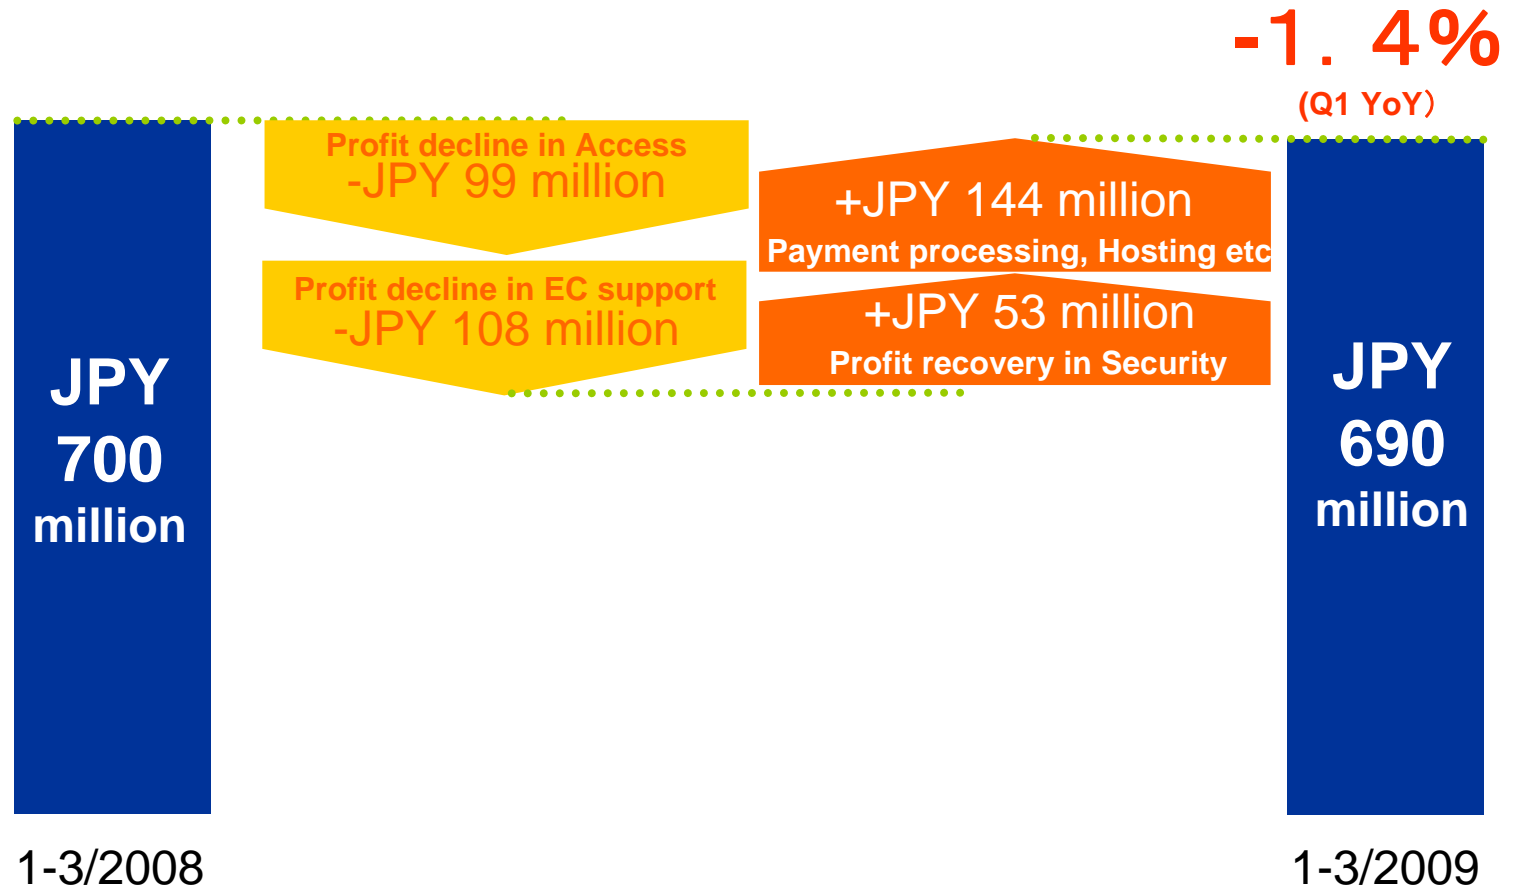 -1. 4%
(Q1 YoY)
Profit decline in Access
-JPY 99 million
+JPY 144 million
Payment processing, Hosting etc
Profit decline in EC support
-JPY 108 million
+JPY 53 million
Profit recovery in Security
JPY
700
million
JPY
690
million
1-3/2008
1-3/2009